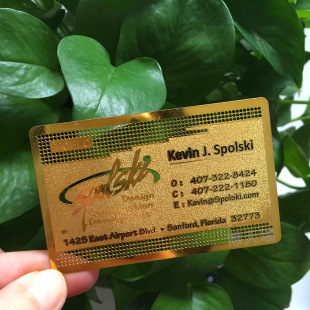 Spolski
Design
Kevin J. Spolski
O : 407-322-8424
C : 407-222-1180
E : Kevin@Spolski.com
1425 East Airport Blvd. • Sanford, Florida 32773